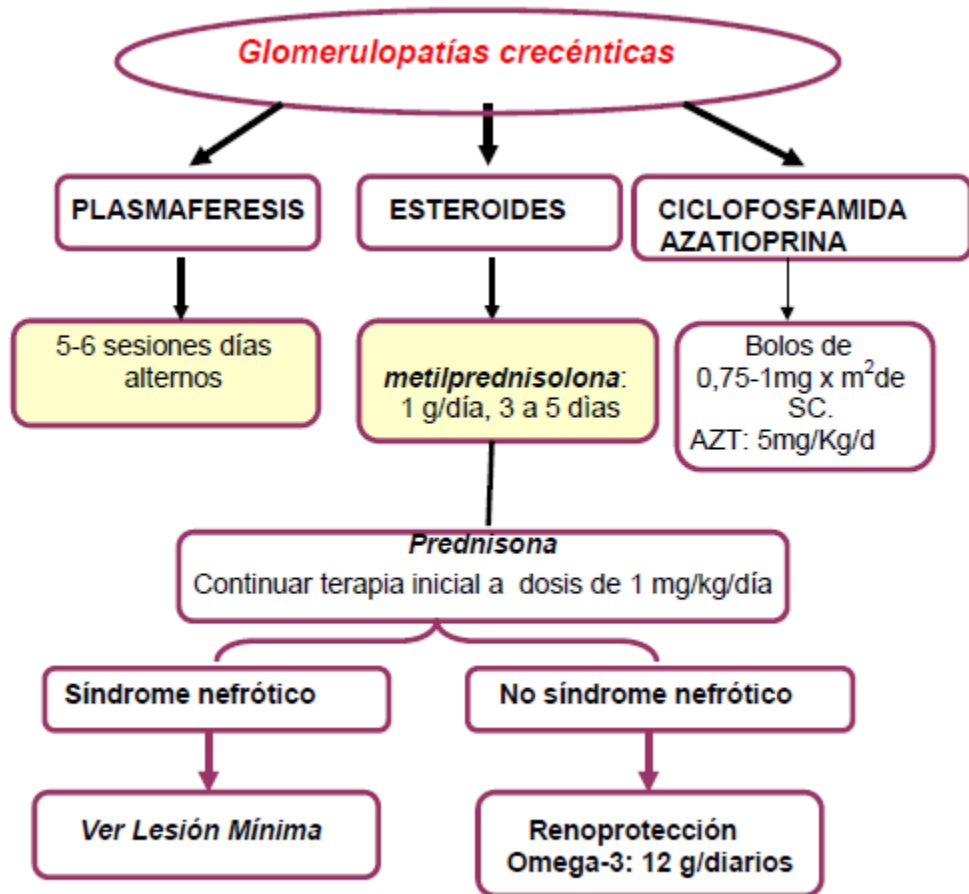 Glomerulopatías crecénticas
PLASMAFERESIS
ESTEROIDES
CICLOFOSFAMIDA
AZATIOPRINA
5-6 sesiones días
alternos
metilprednisolona:
1 g/día, 3 a 5 dìas
Bolos de
0,75-1mg x m²de
SC.
AZT: 5mg/Kg/d
Prednisona
Continuar terapia inicial a dosis de 1 mg/kg/día
Síndrome nefrótico
No síndrome nefrótico
Ver Lesión Mínima
Renoprotección
Omega-3: 12 g/diarios